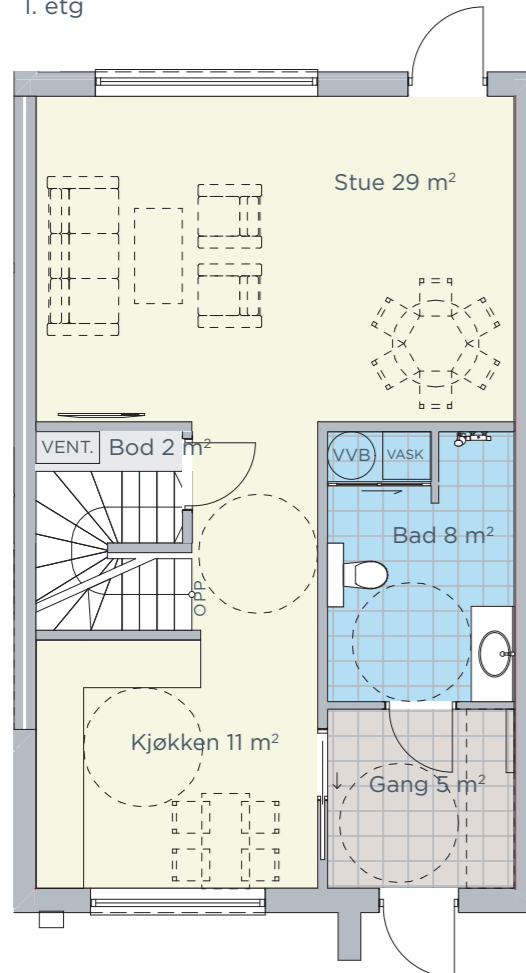 1. etg
Stue 29 m²
VENT.
Bod 2 m²
VVB
VASK
Bad 8 m²
OPP
Kjøkken 11 m²
Gang 5 m²